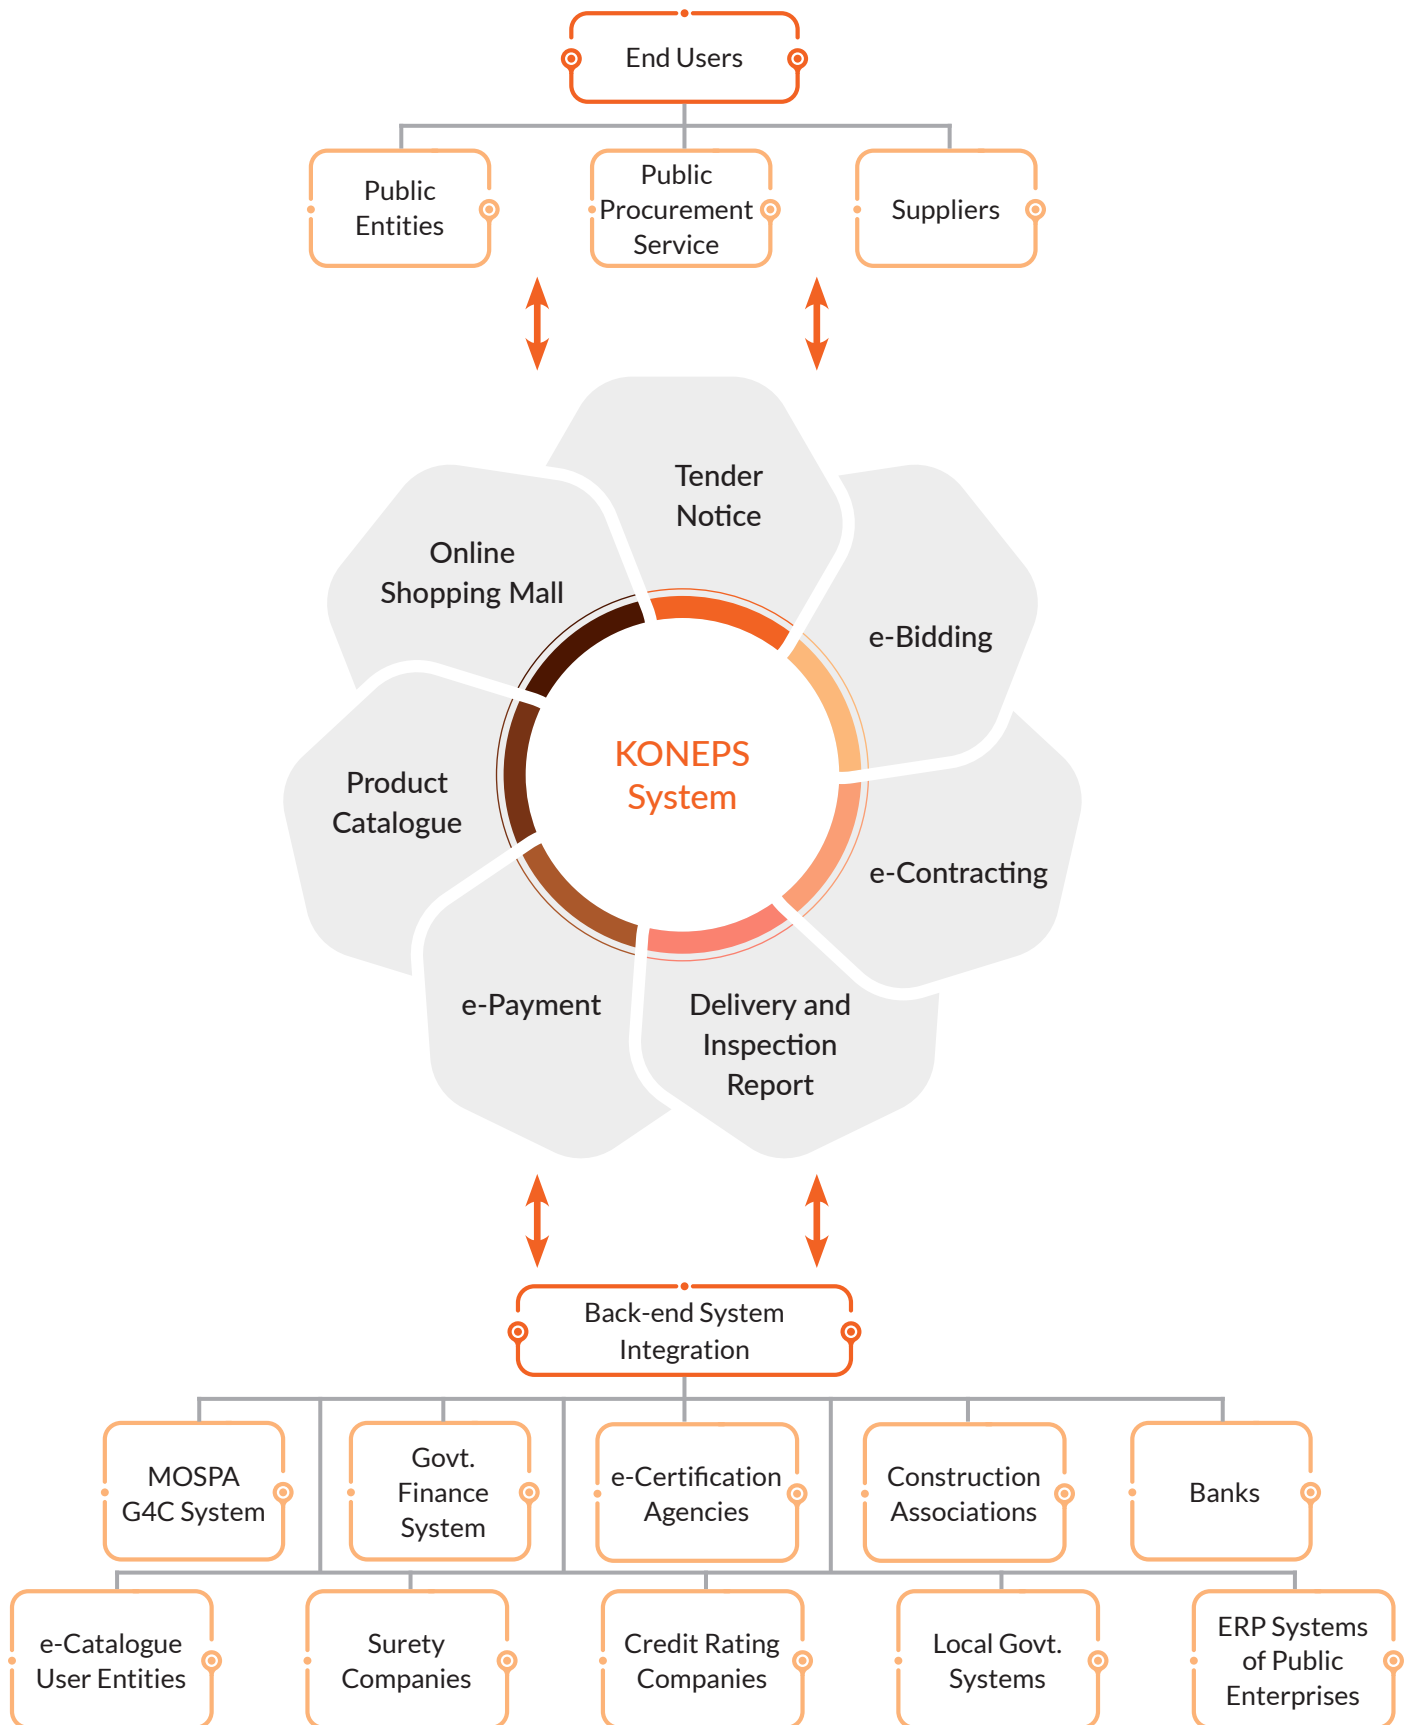 End Users
Public
Entities
Public
Procurement
Service
Suppliers
Tender
Notice
Online
Shopping Mall
e-Bidding
KONEPS
System
Product
Catalogue
e-Contracting
e-Payment
Delivery and
Inspection
Report
Back-end System
Integration
MOSPA
G4C System
Govt.
Finance
System
e-Certification
Agencies
Construction
Associations
Banks
e-Catalogue
User Entities
Surety
Companies
Credit Rating
Companies
Local Govt.
Systems
ERP Systems
of Public
Enterprises